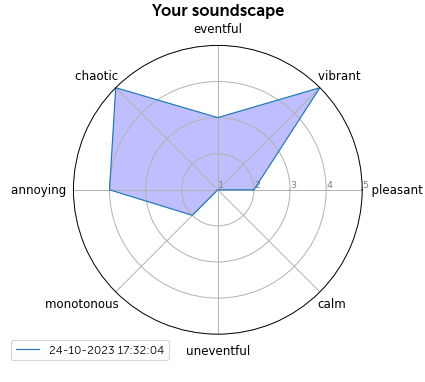 Your soundscape
eventful
chaotic
vibrant
annoying
1 2 3 4 5
pleasant
monotonous
calm
uneventful
24-10-2023 17:32:04